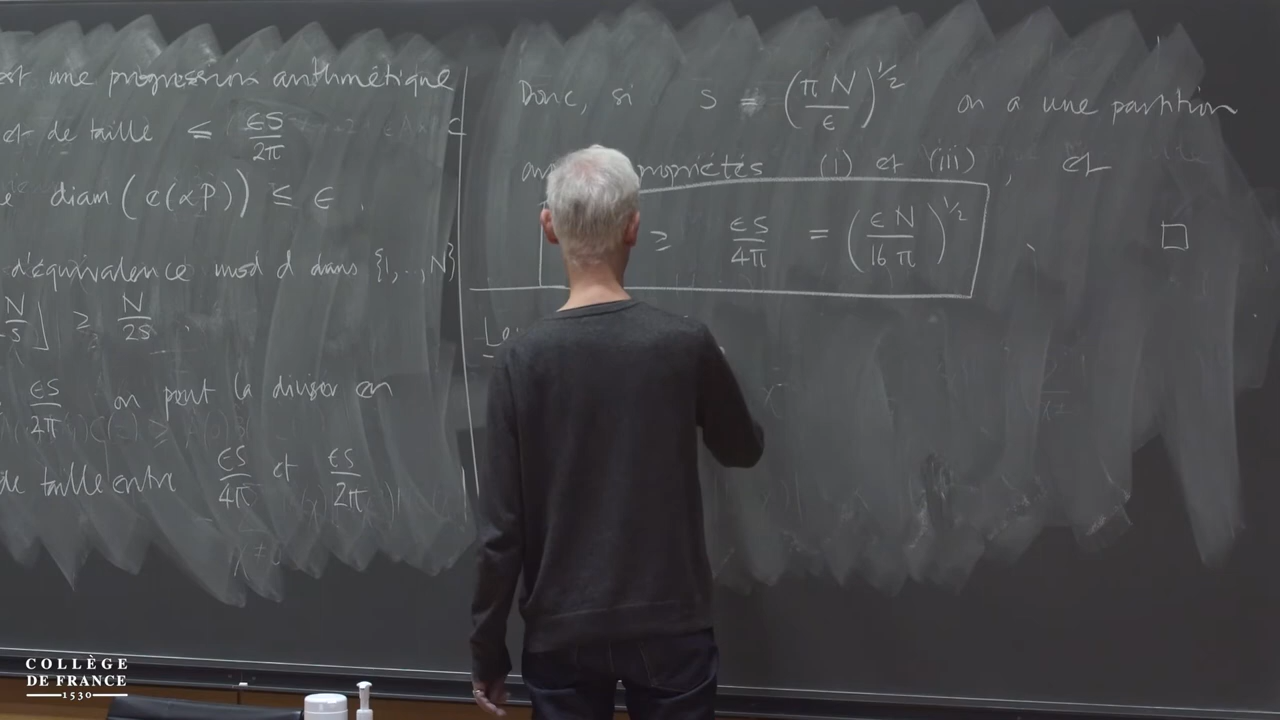 est une progression arithmétique
et de taille ≤ εS/2π
diam (e(αP)) ≤ ε .
d'équivalence mod d dans {1, .., N}
N/s⌋ ≥ N/2s .
εS/2π on peut la diviser en
de taille entre εS/4π et εS/2π
Donc, si s = (πN/ε)^1/2 on a une partition
propriétés (i) et (iii), et
≥ εS/4π = (εN/16π)^1/2 . □
COLLÈGE
DE FRANCE
1530